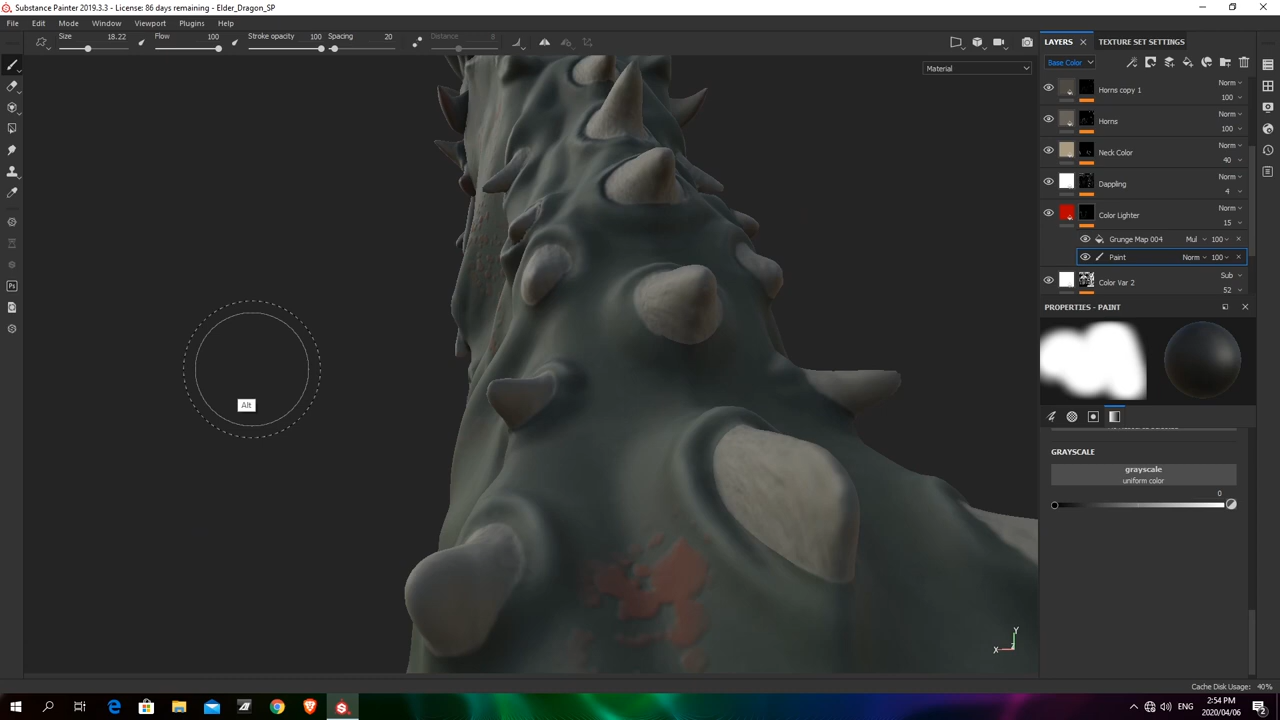 Substance Painter 2019.3.3 - License: 86 days remaining - Elder_Dragon_SP
File Edit Mode Window Viewport Plugins Help
Size 18.22 Flow 100 Stroke opacity 100 Spacing 20 Distance 8
Material
Alt
Y
X
LAYERS TEXTURE SET SETTINGS
Base Color
Horns copy 1 Norm 100
Horns Norm 100
Neck Color Norm 40
Dappling Norm 4
Color Lighter Norm 15
Grunge Map 004 Mul 100
Paint Norm 100
Color Var 2 Sub 52
PROPERTIES - PAINT
GRAYSCALE
grayscale
uniform color
0
Ps
Cache Disk Usage: 40%
ENG
2:54 PM
2020/04/06
2